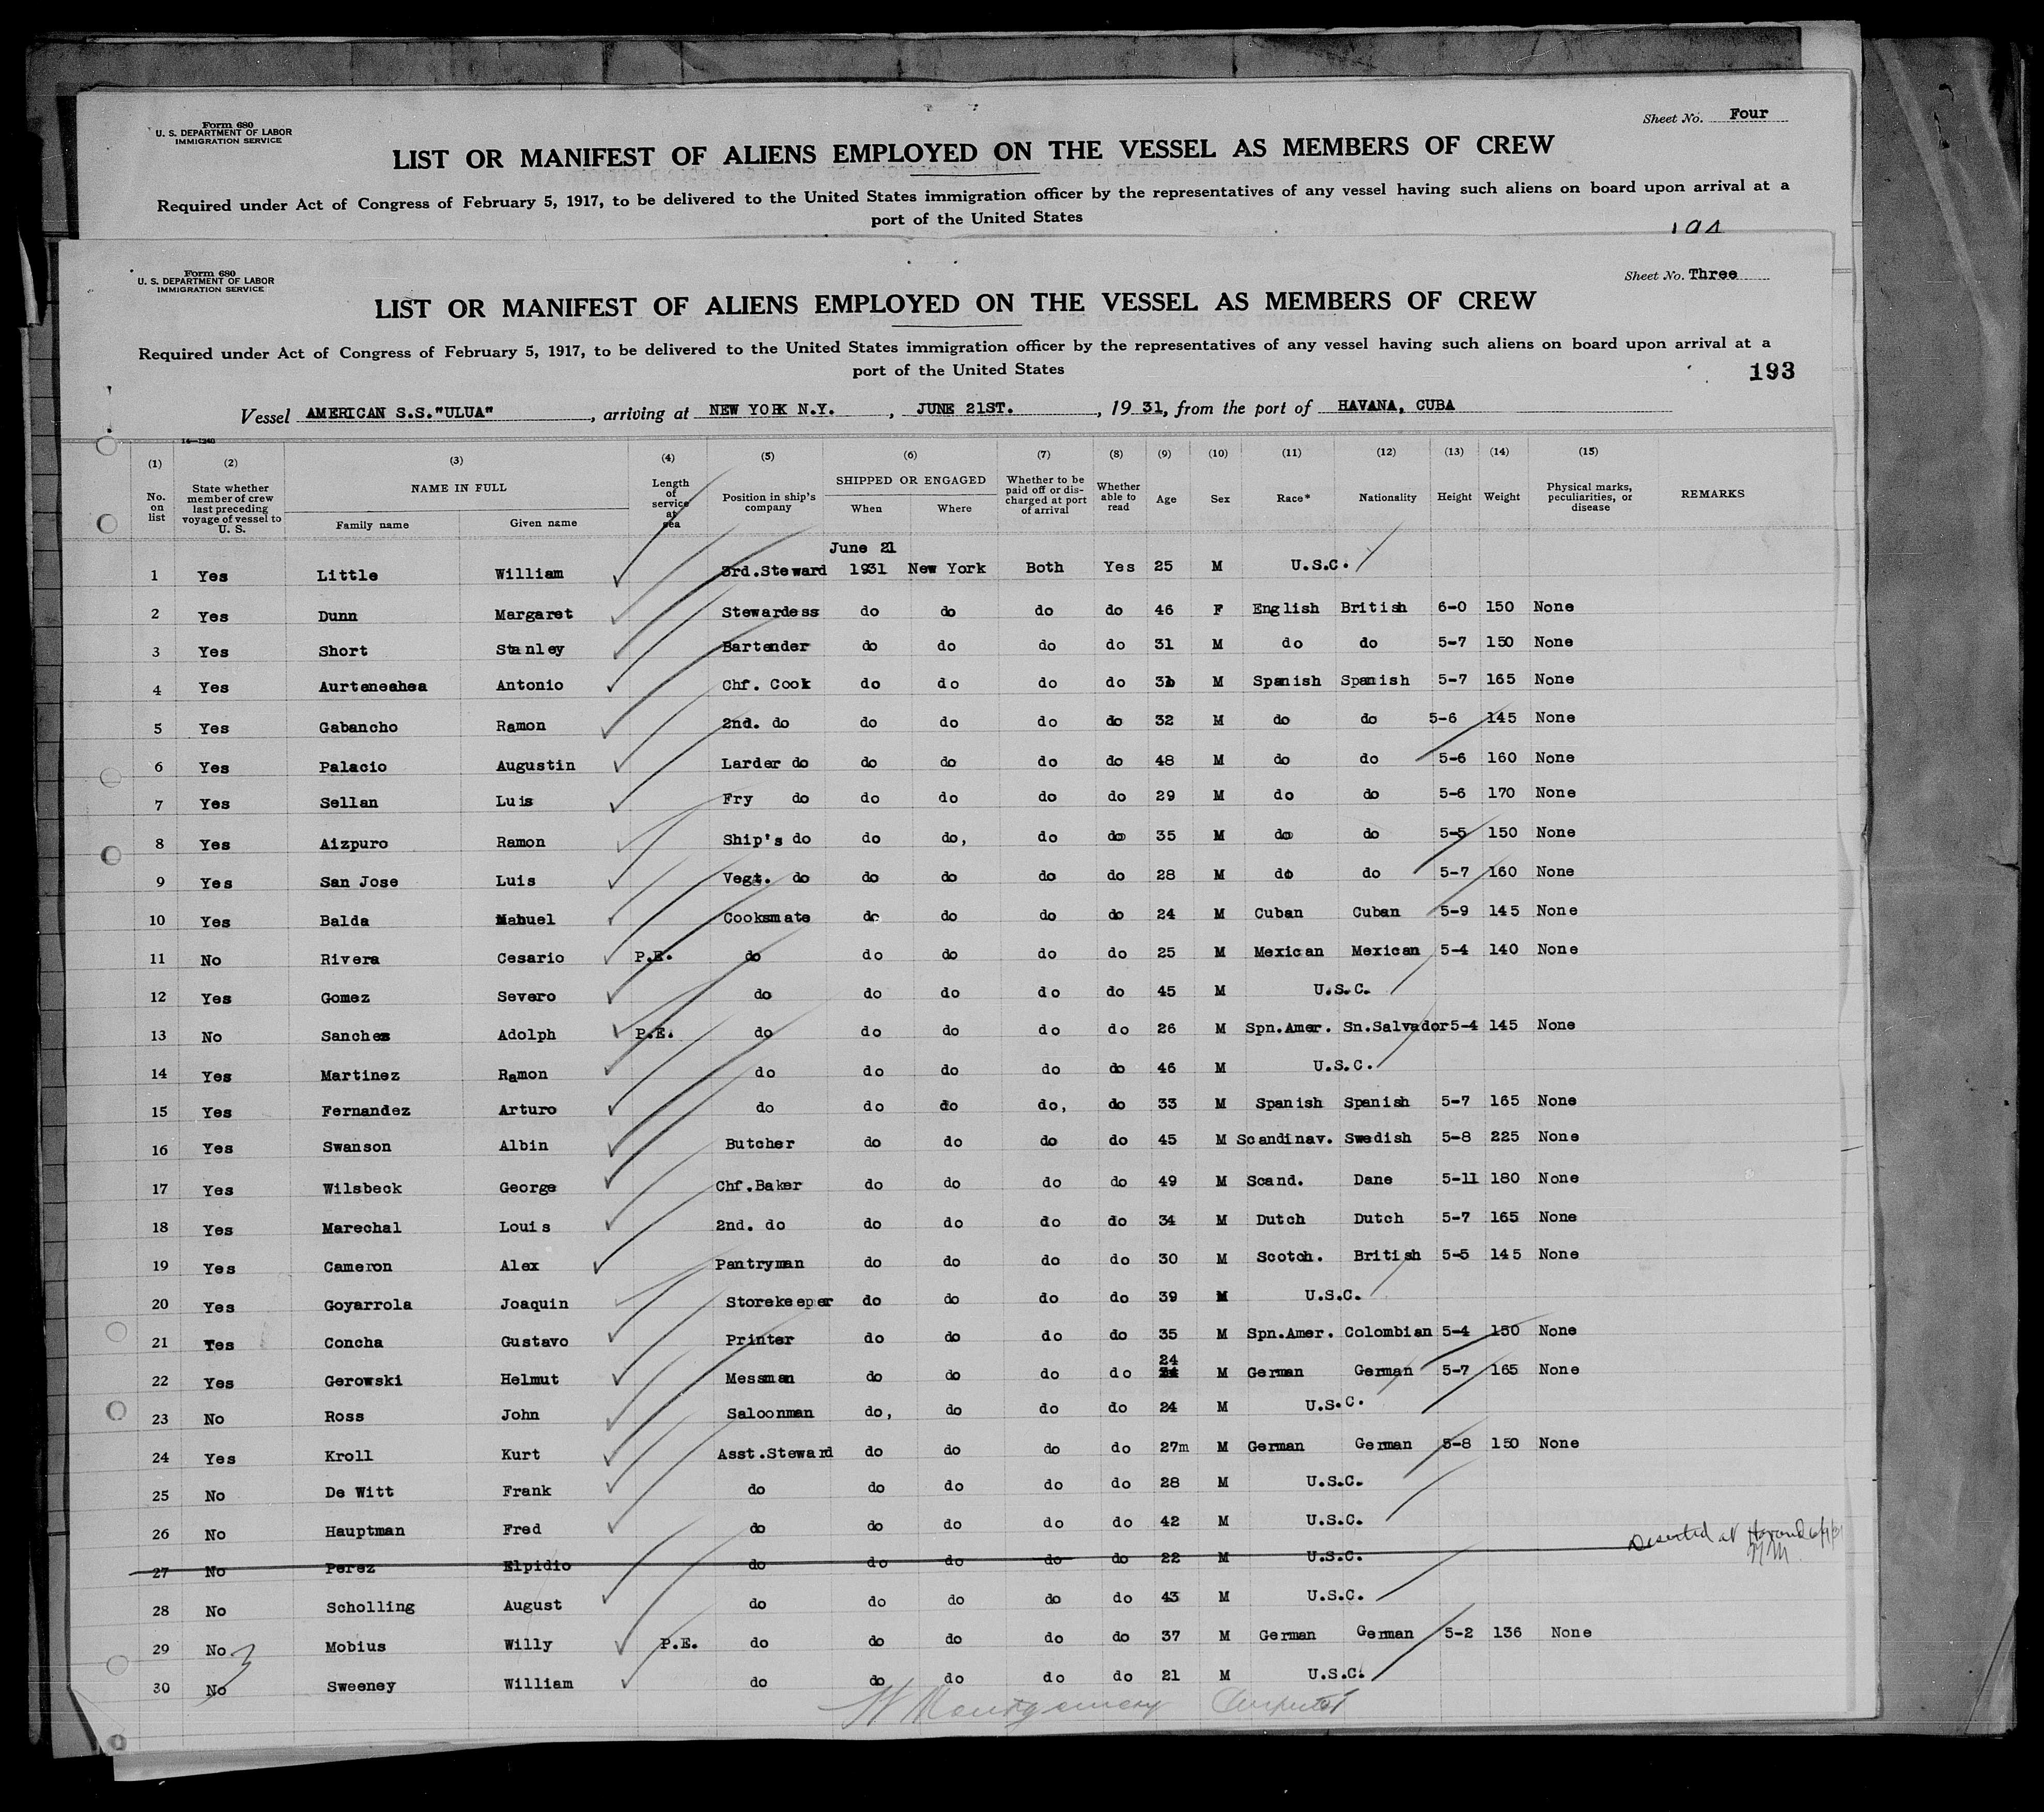 Form 680
U. S. DEPARTMENT OF LABOR
IMMIGRATION SERVICE
Sheet No. Four
LIST OR MANIFEST OF ALIENS EMPLOYED ON THE VESSEL AS MEMBERS OF CREW
Required under Act of Congress of February 5, 1917, to be delivered to the United States immigration officer by the representatives of any vessel having such aliens on board upon arrival at a
port of the United States
Form 680
U. S. DEPARTMENT OF LABOR
IMMIGRATION SERVICE
Sheet No. Three
LIST OR MANIFEST OF ALIENS EMPLOYED ON THE VESSEL AS MEMBERS OF CREW
Required under Act of Congress of February 5, 1917, to be delivered to the United States immigration officer by the representatives of any vessel having such aliens on board upon arrival at a
port of the United States
193
Vessel AMERICAN S.S."ULUA", arriving at NEW YORK N.Y., JUNE 21ST., 19 31, from the port of HAVANA, CUBA
14-1240
(1) (2) (3) (4) (5) (6) (7) (8) (9) (10) (11) (12) (13) (14) (15)
No. on list State whether member of crew last preceding voyage of vessel to U. S. NAME IN FULL Family name Given name Length of service at sea Position in ship's company SHIPPED OR ENGAGED When Where Whether to be paid off or discharged at port of arrival Whether able to read Age Sex Race* Nationality Height Weight Physical marks, peculiarities, or disease REMARKS
June 21
1 Yes Little William 3rd.Steward 1931 New York Both Yes 25 M U.S.C.
2 Yes Dunn Margaret Stewardess do do do do 46 F English British 6-0 150 None
3 Yes Short Stanley Bartender do do do do 31 M do do 5-7 150 None
4 Yes Aurteneahea Antonio Chf. Cook do do do do M Spanish Spanish 5-7 165 None
5 Yes Gabancho Ramon 2nd. do do do do do 32 M do do 5-6 145 None
6 Yes Palacio Augustin Larder do do do do do 48 M do do 5-6 160 None
7 Yes Sellan Luis Fry do do do do do 29 M do do 5-6 170 None
8 Yes Aizpuro Ramon Ship's do do do, do do 35 M do do 5-5 150 None
9 Yes San Jose Luis Vegt. do do do do do 28 M do do 5-7 160 None
10 Yes Balda Manuel Cooksmate do do do do 24 M Cuban Cuban 5-9 145 None
11 No Rivera Cesario P.E. do do do do do 25 M Mexican Mexican 5-4 140 None
12 Yes Gomez Severo do do do do do 45 M U.S.C.
13 No Sanchez Adolph P.E. do do do do do 26 M Spn.Amer. Sn.Salvador 5-4 145 None
14 Yes Martinez Ramon do do do do do 46 M U.S.C.
15 Yes Fernandez Arturo do do do do, do 33 M Spanish Spanish 5-7 165 None
16 Yes Swanson Albin Butcher do do do do 45 M Scandinav. Swedish 5-8 225 None
17 Yes Wilsbeck George Chf.Baker do do do do 49 M Scand. Dane 5-11 180 None
18 Yes Marechal Louis 2nd. do do do do do 34 M Dutch Dutch 5-7 165 None
19 Yes Cameron Alex Pantryman do do do do 30 M Scotch. British 5-5 145 None
20 Yes Goyarrola Joaquin Storekeeper do do do do 39 M U.S.C.
21 Yes Concha Gustavo Printer do do do do 35 M Spn.Amer. Colombian 5-4 150 None
22 Yes Gerowski Helmut Messman do do do do 24 M German German 5-7 165 None
23 No Ross John Saloonman do, do do do 24 M U.S.C.
24 Yes Kroll Kurt Asst.Steward do do do do 27m M German German 5-8 150 None
25 No De Witt Frank do do do do do 28 M U.S.C.
26 No Hauptman Fred do do do do do 42 M U.S.C.
27 No Perez Elpidio do do do do do 22 M U.S.C. Deserted at
28 No Scholling August do do do do do 43 M U.S.C.
29 No Mobius Willy P.E. do do do do do 37 M German German 5-2 136 None
30 No Sweeney William do do do do do 21 M U.S.C.
Montgomery